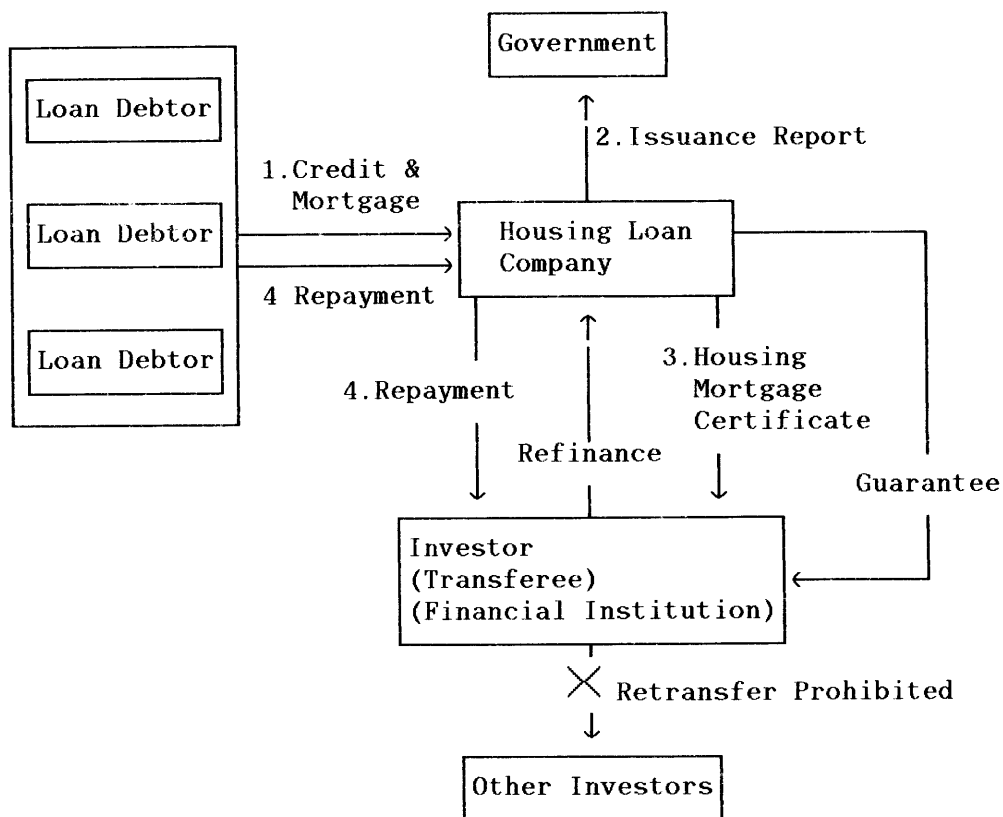 Government
Loan Debtor
2.Issuance Report
1.Credit &
Mortgage
Loan Debtor
Housing Loan
Company
4 Repayment
Loan Debtor
4.Repayment
3.Housing
Mortgage
Certificate
Refinance
Guarantee
Investor
(Transferee)
(Financial Institution)
Retransfer Prohibited
Other Investors